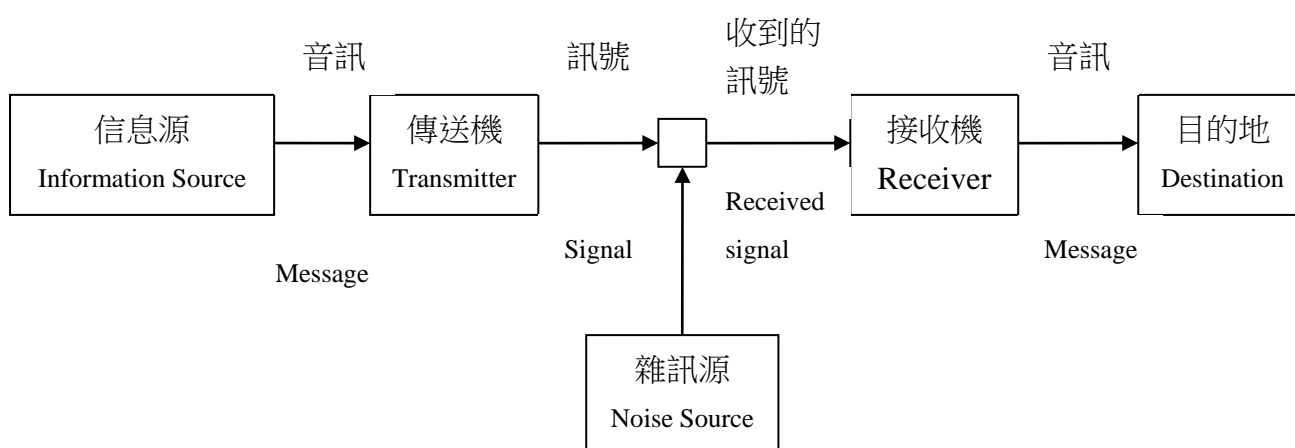 音訊
訊號
收到的
訊號
音訊
信息源
Information Source
傳送機
Transmitter
接收機
Receiver
目的地
Destination
Message
Signal
Received
signal
Message
雜訊源
Noise Source